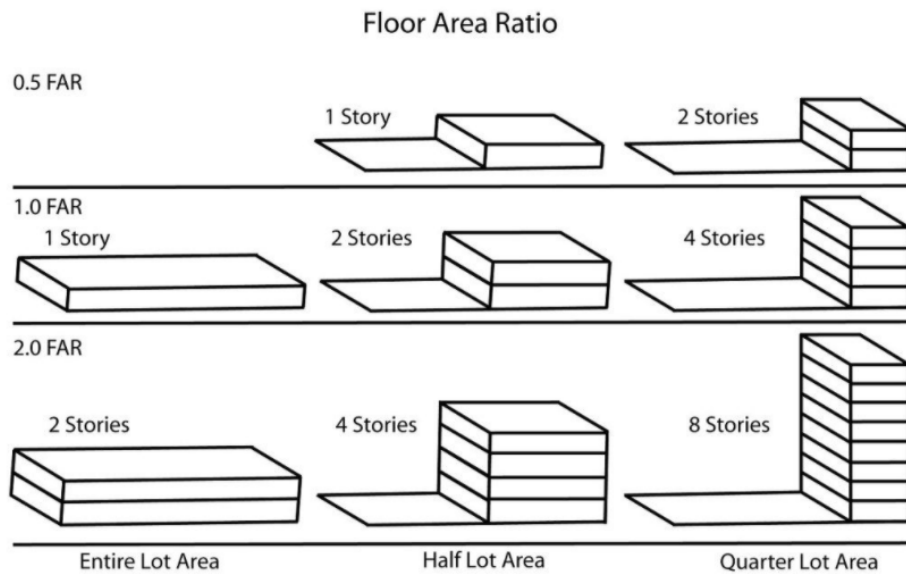 Floor Area Ratio
0.5 FAR
1 Story
2 Stories
1.0 FAR
1 Story
2 Stories
4 Stories
2.0 FAR
2 Stories
4 Stories
8 Stories
Entire Lot Area
Half Lot Area
Quarter Lot Area